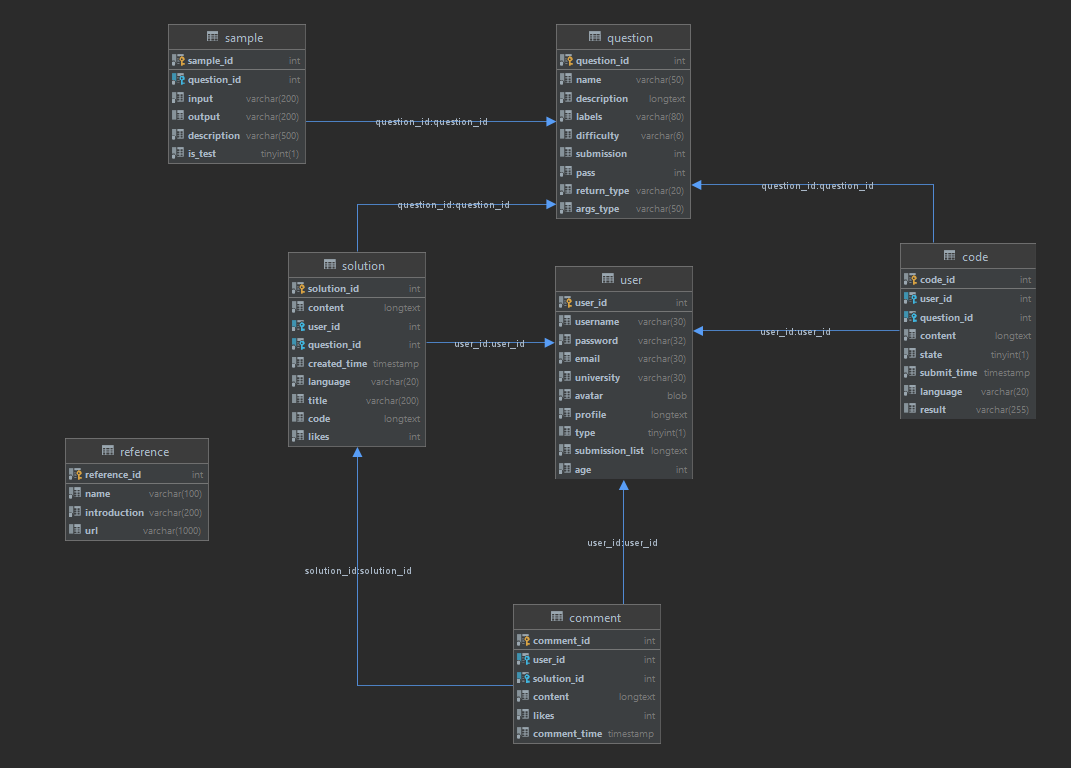 sample
sample_id int
question_id int
input varchar(200)
output varchar(200)
description varchar(500)
is_test tinyint(1)
question
question_id int
name varchar(50)
description longtext
labels varchar(80)
difficulty varchar(6)
submission int
pass int
return_type varchar(20)
args_type varchar(50)
question_id:question_id
question_id:question_id
question_id:question_id
solution
solution_id int
content longtext
user_id int
question_id int
created_time timestamp
language varchar(20)
title varchar(200)
code longtext
likes int
user
user_id int
username varchar(30)
password varchar(32)
email varchar(30)
university varchar(30)
avatar blob
profile longtext
type tinyint(1)
submission_list longtext
age int
code
code_id int
user_id int
question_id int
content longtext
state tinyint(1)
submit_time timestamp
language varchar(20)
result varchar(255)
user_id:user_id
user_id:user_id
reference
reference_id int
name varchar(100)
introduction varchar(200)
url varchar(1000)
user_id:user_id
solution_id:solution_id
comment
comment_id int
user_id int
solution_id int
content longtext
likes int
comment_time timestamp